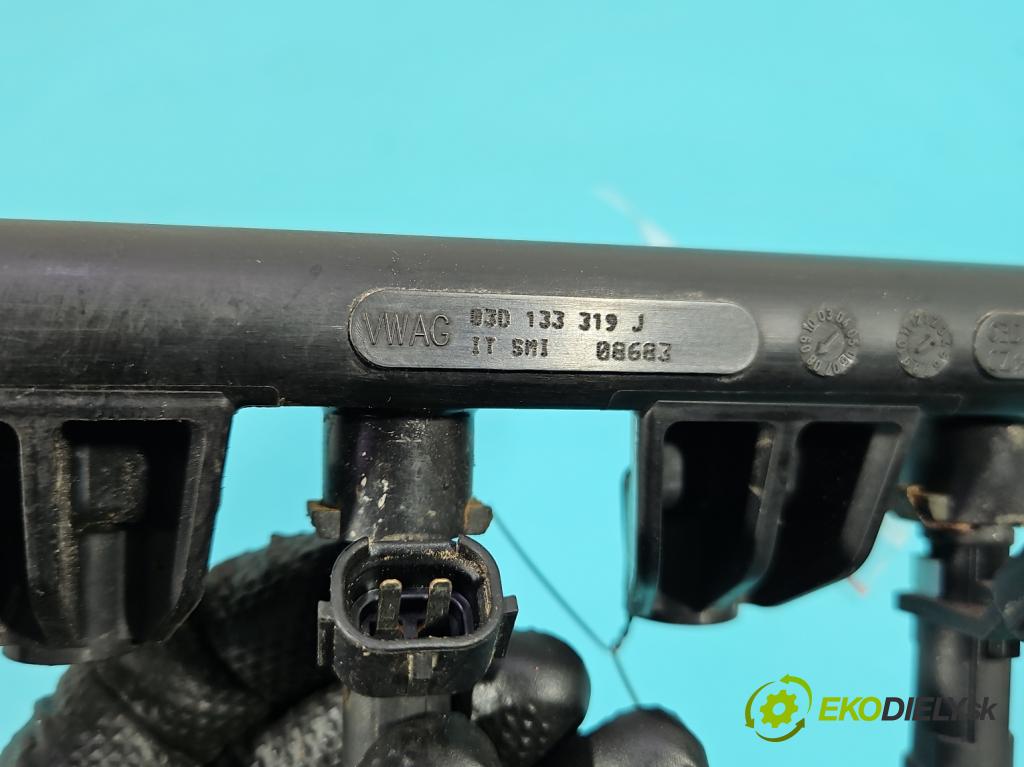 VWAG 03D 133 319 J
IT SMI 08683
EKODIELY.sk